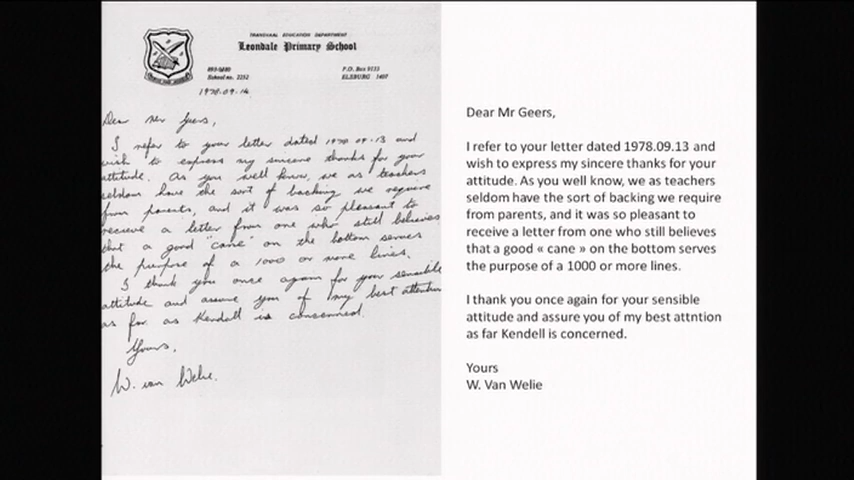 TRANSVAAL EDUCATION DEPARTMENT
Leondale Primary School
School no.
P.O. Box
ELSBURG 1407
1978.09.14
Dear Mr Geers,
I refer to your letter dated 1978 09.13 and
wish to express my sincere thanks for your
attitude. As you well know, we as teachers
seldom have the sort of backing we require
from parents, and it was so pleasant to
recieve a letter from one who still believes
that a good "cane" on the bottom serves
the purpose of a 1000 or more lines.
I thank you once again for your sensible
attitude and assure you of my best attention
as far as Kendall is concerned.
Yours,
W. van Welie.
Dear Mr Geers,
I refer to your letter dated 1978.09.13 and
wish to express my sincere thanks for your
attitude. As you well know, we as teachers
seldom have the sort of backing we require
from parents, and it was so pleasant to
receive a letter from one who still believes
that a good « cane » on the bottom serves
the purpose of a 1000 or more lines.
I thank you once again for your sensible
attitude and assure you of my best attntion
as far Kendell is concerned.
Yours
W. Van Welie